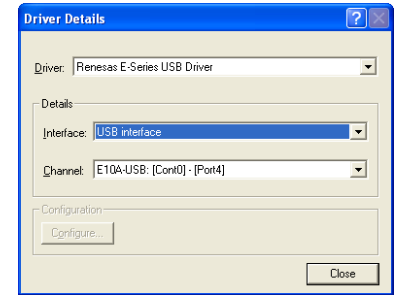 Driver Details
Driver: Renesas E-Series USB Driver
Details
Interface: USB interface
Channel: E10A-USB: [Cont0] - [Port4]
Configuration
Configure...
Close